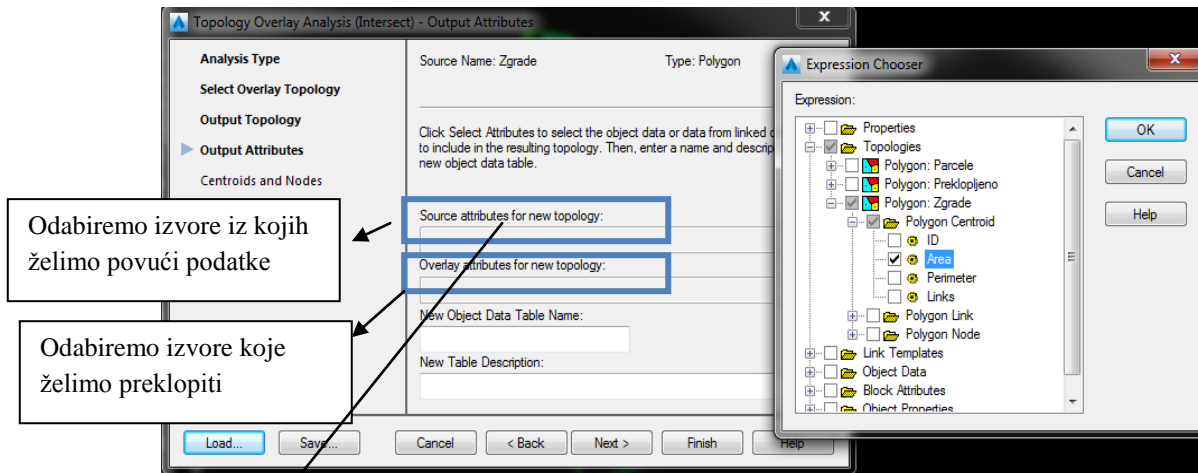 Topology Overlay Analysis (Intersect) - Output Attributes
Analysis Type
Select Overlay Topology
Output Topology
Output Attributes
Centroids and Nodes
Source Name: Zgrade
Type: Polygon
Click Select Attributes to select the object data or data from linked
to include in the resulting topology. Then, enter a name and
new object data table.
Source attributes for new topology:
Overlay attributes for new topology:
New Object Data Table Name:
New Table Description:
Load...
Save...
Cancel
< Back
Next >
Finish
Help
Odabiremo izvore iz kojih
želimo povući podatke
Odabiremo izvore koje
želimo preklopiti
Expression Chooser
Expression:
Properties
Topologies
Polygon: Parcele
Polygon: Preklopljeno
Polygon: Zgrade
Polygon Centroid
ID
Area
Perimeter
Links
Polygon Link
Polygon Node
Link Templates
Object Data
Block Attributes
Object Properties
OK
Cancel
Help